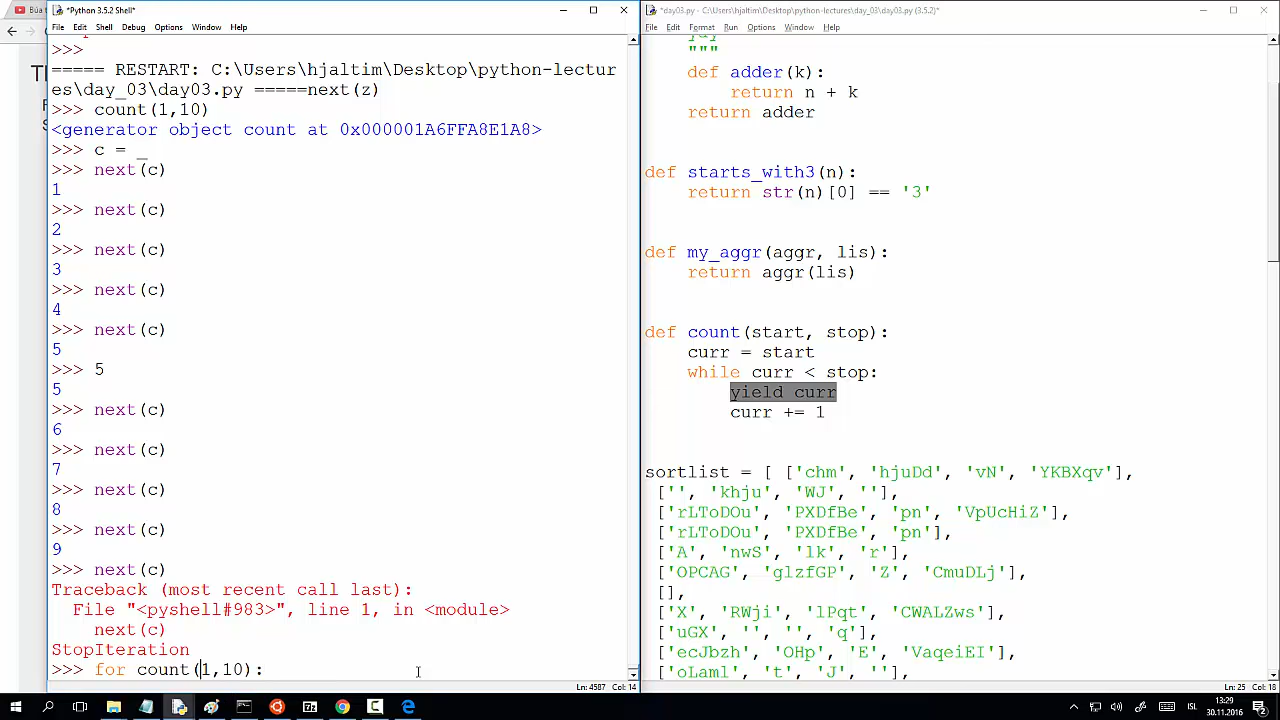 Python 3.5.2 Shell
File Edit Shell Debug Options Window Help
>>>
===== RESTART: C:\Users\hjaltim\Desktop\python-lectur
es\day_03\day03.py =====next(z)
>>> count(1,10)
<generator object count at 0x000001A6FFA8E1A8>
>>> c = _
>>> next(c)
1
>>> next(c)
2
>>> next(c)
3
>>> next(c)
4
>>> next(c)
5
>>> 5
5
>>> next(c)
6
>>> next(c)
7
>>> next(c)
8
>>> next(c)
9
>>> next(c)
Traceback (most recent call last):
  File "<pyshell#983>", line 1, in <module>
    next(c)
StopIteration
>>> for count(1,10):
Ln: 4587 Col: 14
*day03.py - C:\Users\hjaltim\Desktop\python-lectures\day_03\day03.py (3.5.2)*
File Edit Format Run Options Window Help
"""
    def adder(k):
        return n + k
    return adder
def starts_with3(n):
    return str(n)[0] == '3'
def my_aggr(aggr, lis):
    return aggr(lis)
def count(start, stop):
    curr = start
    while curr < stop:
        yield curr
        curr += 1
sortlist = [ ['chm', 'hjuDd', 'vN', 'YKBXqv'],
 ['', 'khju', 'WJ', ''],
 ['rLToDOu', 'PXDfBe', 'pn', 'VpUcHiZ'],
 ['rLToDOu', 'PXDfBe', 'pn'],
 ['A', 'nwS', 'lk', 'r'],
 ['OPCAG', 'glzfGP', 'Z', 'CmuDLj'],
 [],
 ['X', 'RWji', 'lPqt', 'CWALZws'],
 ['uGX', '', '', 'q'],
 ['ecJbzh', 'OHp', 'E', 'VaqeiEI'],
 ['oLaml', 't', 'J', ''],
Ln: 25 Col: 18
IS.
13:29
30.11.2016